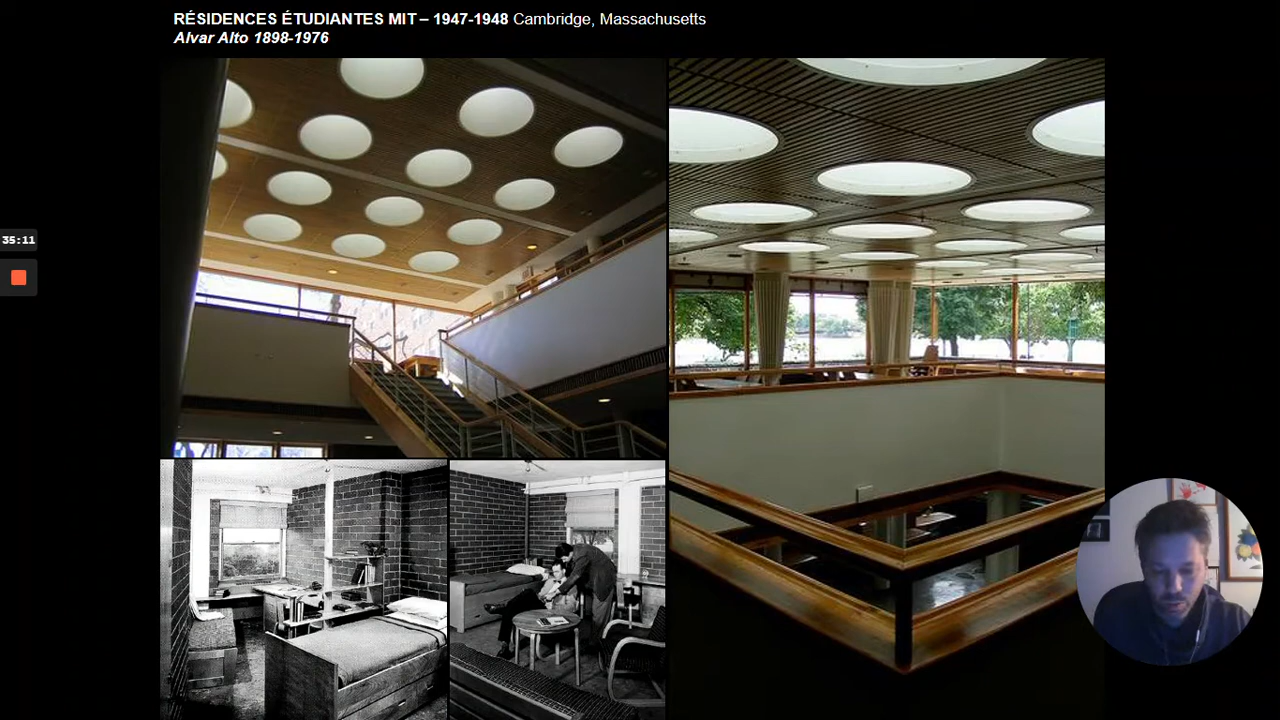 RÉSIDENCES ÉTUDIANTES MIT – 1947-1948 Cambridge, Massachusetts
Alvar Alto 1898-1976
35:11